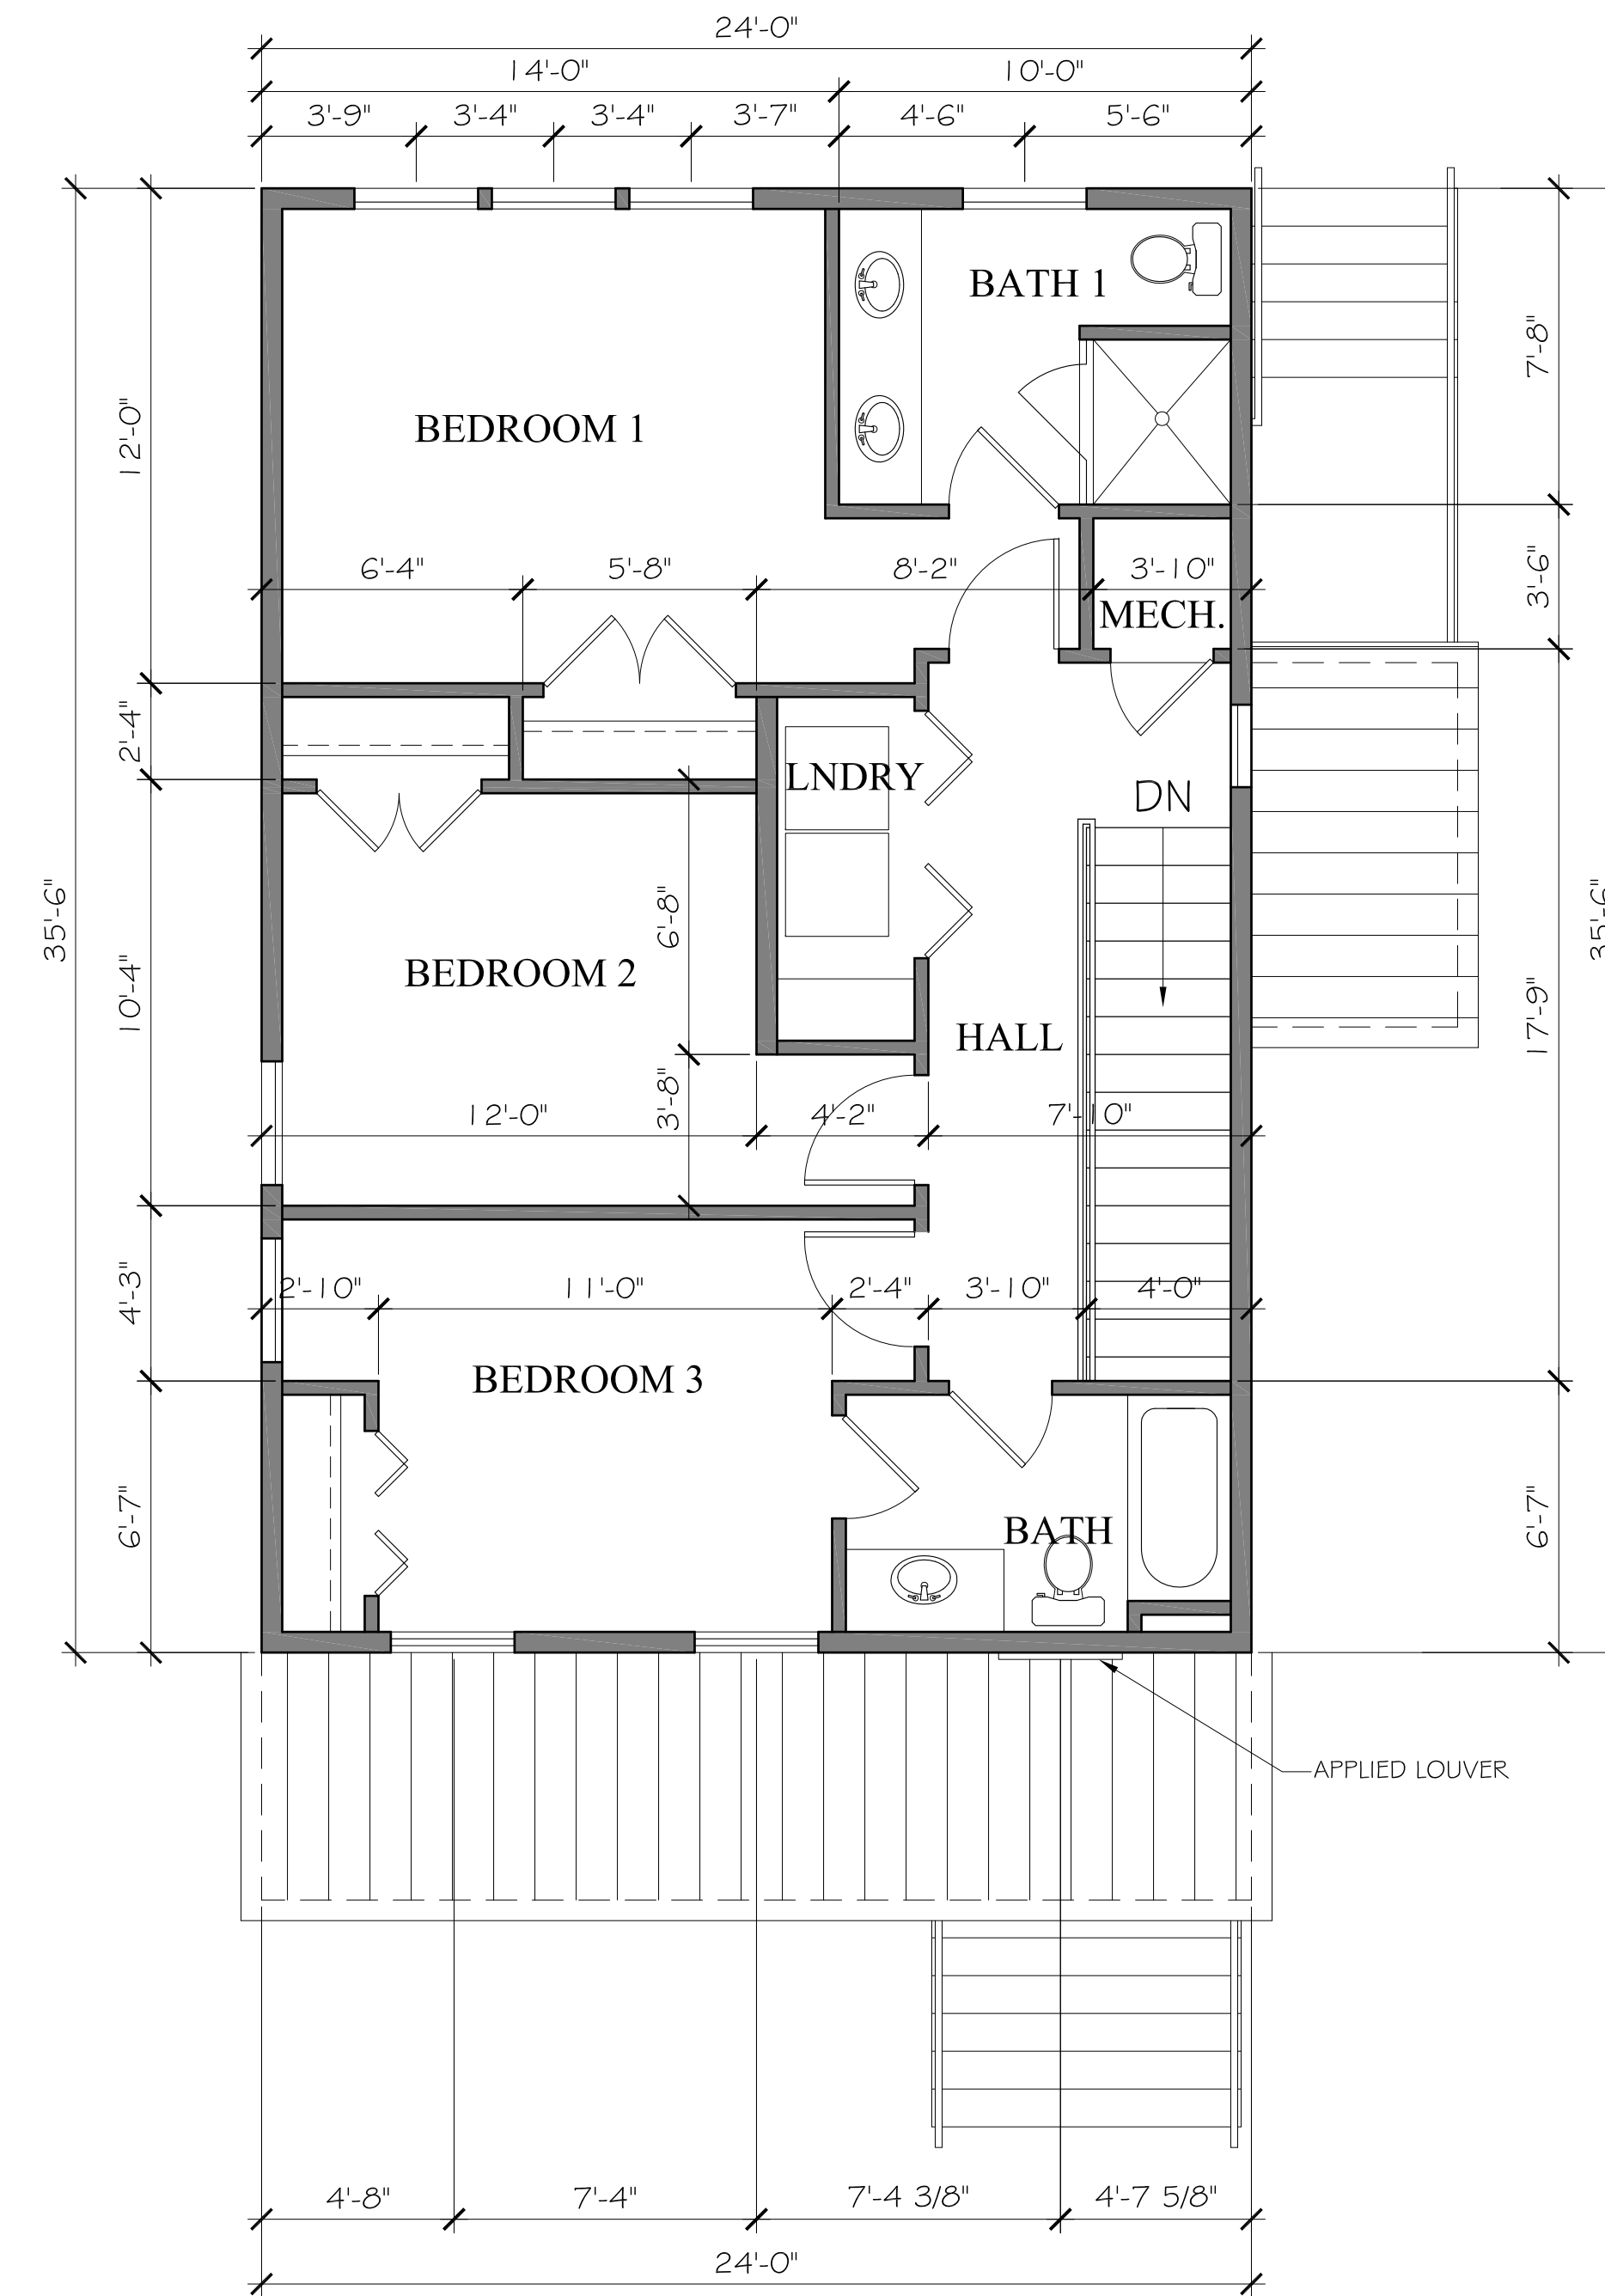 24'-0"
14'-0" 10'-0"
3'-9" 3'-4" 3'-4" 3'-7" 4'-6" 5'-6"
BATH 1
7'-8"
12'-0"
BEDROOM 1
6'-4" 5'-8" 8'-2" 3'-10"
3'-6"
MECH.
2'-4"
LNDRY
DN
35'-6"
6'-8"
35'-6"
BEDROOM 2
10'-4"
17'-9"
HALL
3'-8"
12'-0" 4'-2" 7'-10"
4'-3"
2'-10" 11'-0" 2'-4" 3'-10" 4'-0"
BEDROOM 3
6'-7"
6'-7"
BATH
APPLIED LOUVER
4'-8" 7'-4" 7'-4 3/8" 4'-7 5/8"
24'-0"